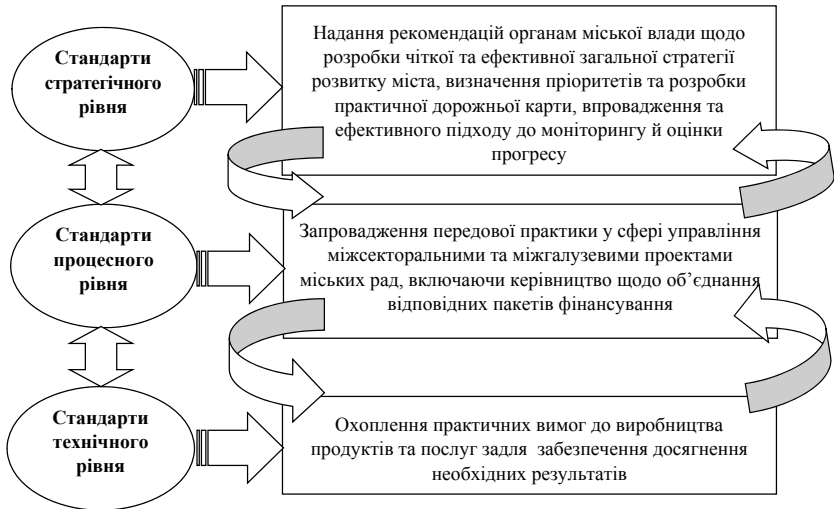 Стандарти
стратегічного
рівня
Надання рекомендацій органам міської влади щодо
розробки чіткої та ефективної загальної стратегії
розвитку міста, визначення пріоритетів та розробки
практичної дорожньої карти, впровадження та
ефективного підходу до моніторингу й оцінки
прогресу
Стандарти
процесного
рівня
Запровадження передової практики у сфері управління
міжсекторальними та міжгалузевими проектами
міських рад, включаючи керівництво щодо об’єднання
відповідних пакетів фінансування
Стандарти
технічного
рівня
Охоплення практичних вимог до виробництва
продуктів та послуг задля забезпечення досягнення
необхідних результатів